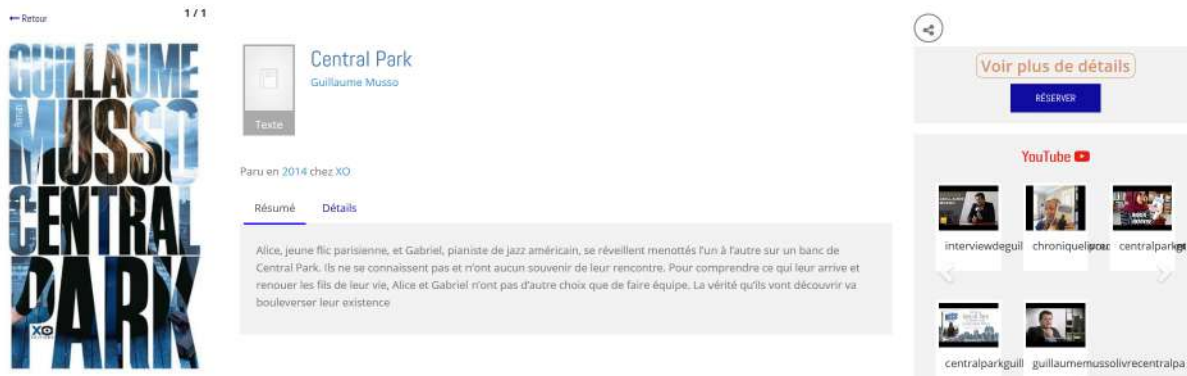 Retour
1 / 1
GUILLAUME
MUSSO
Roman
CENTRAL
PARK
XO
Texte
Central Park
Guillaume Musso
Paru en 2014 chez XO
Résumé Détails
Alice, jeune flic parisienne, et Gabriel, pianiste de jazz américain, se réveillent menottés l'un à l'autre sur un banc de
Central Park. Ils ne se connaissent pas et n'ont aucun souvenir de leur rencontre. Pour comprendre ce qui leur arrive et
renouer les fils de leur vie, Alice et Gabriel n'ont pas d'autre choix que de faire équipe. La vérité qu'ils vont découvrir va
bouleverser leur existence
Voir plus de détails
RÉSERVER
YouTube
interviewdeguil
centralparkguill guillaumemussolivrecentralpa